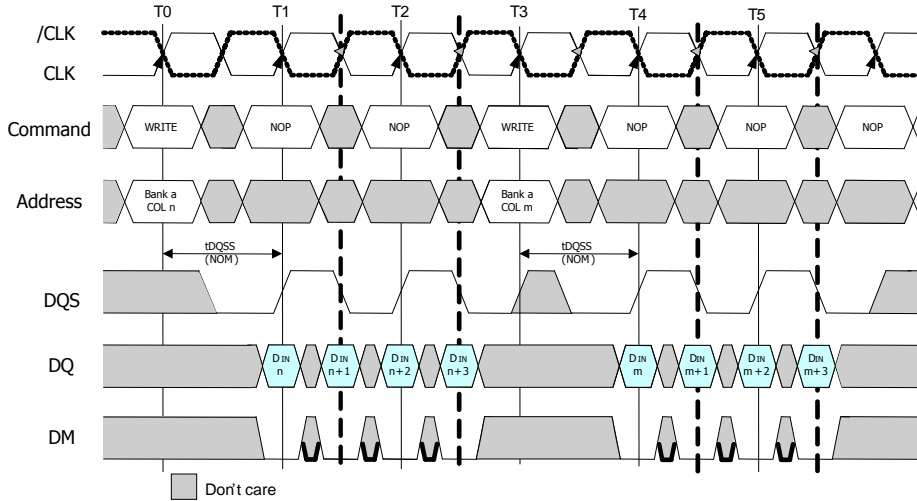 T0 T1 T2 T3 T4 T5
/CLK
CLK
Command WRITE NOP NOP WRITE NOP NOP NOP
Address Bank a COL n Bank a COL m
tDQSS (NOM) tDQSS (NOM)
DQS
DQ DIN n DIN n+1 DIN n+2 DIN n+3 DIN m DIN m+1 DIN m+2 DIN m+3
DM
Don't care